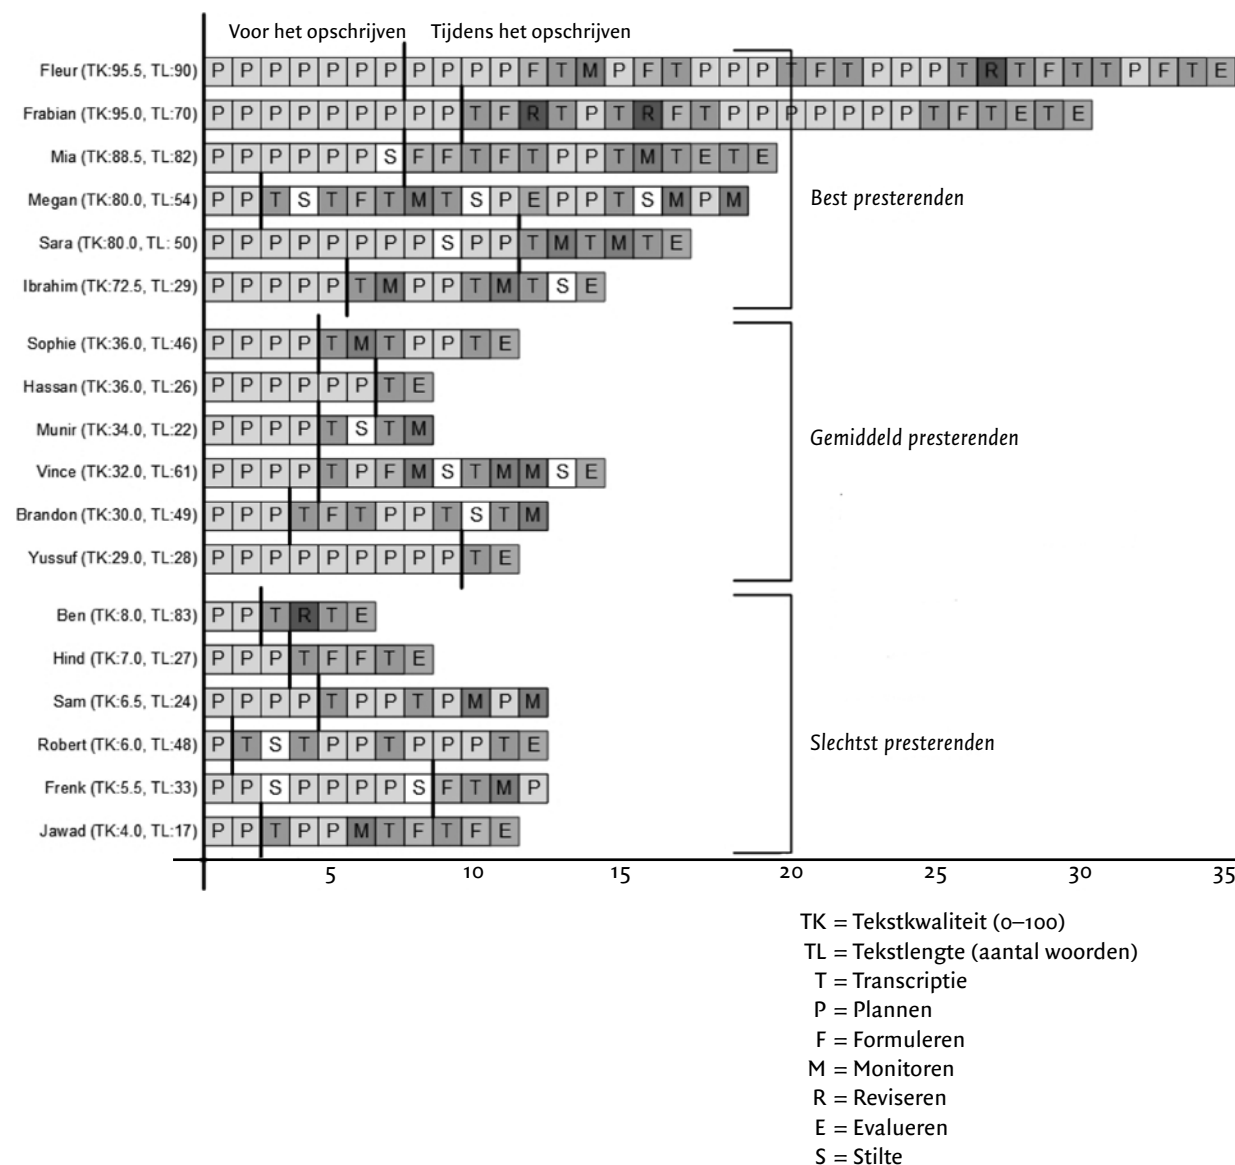 Voor het opschrijven Tijdens het opschrijven
Fleur (TK:95.5, TL:90) P P P P P P P P P P P F T M P F T P P P T F T P P P T R T F T T P F T E
Frabian (TK:95.0, TL:70) P P P P P P P P P T F R T P T R F T P P P P P P P T F T E T E
Mia (TK:88.5, TL:82) P P P P P P S F F T F T P P T M T E T E
Megan (TK:80.0, TL:54) P P T S T F T M T S P E P P T S M P M
Best presterenden
Sara (TK:80.0, TL: 50) P P P P P P P P S P P T M T M T E
Ibrahim (TK:72.5, TL:29) P P P P P T M P P T M T S E
Sophie (TK:36.0, TL:46) P P P P T M T P P T E
Hassan (TK:36.0, TL:26) P P P P P P T E
Munir (TK:34.0, TL:22) P P P P T S T M
Gemiddeld presterenden
Vince (TK:32.0, TL:61) P P P P T P F M S T M M S E
Brandon (TK:30.0, TL:49) P P P T F T P P T S T M
Yussuf (TK:29.0, TL:28) P P P P P P P P P T E
Ben (TK:8.0, TL:83) P P T R T E
Hind (TK:7.0, TL:27) P P P T F F T E
Sam (TK:6.5, TL:24) P P P P T P P T P M P M
Robert (TK:6.0, TL:48) P T S T P P T P P P T E
Slechtst presterenden
Frenk (TK:5.5, TL:33) P P S P P P P S F T M P
Jawad (TK:4.0, TL:17) P P T P P M T F T F E
5 10 15 20 25 30 35
TK = Tekstkwaliteit (0–100)
TL = Tekstlengte (aantal woorden)
T = Transcriptie
P = Plannen
F = Formuleren
M = Monitoren
R = Reviseren
E = Evalueren
S = Stilte